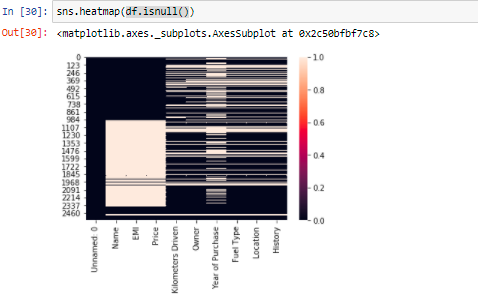 In [30]: sns.heatmap(df.isnull())
Out[30]: <matplotlib.axes._subplots.AxesSubplot at 0x2c50bfbf7c8>
0
123
246
369
492
615
738
861
984
1107
1230
1353
1476
1599
1722
1845
1968
2091
2214
2337
2460
1.0
0.8
0.6
0.4
0.2
0.0
Unnamed: 0
Name
EMI
Price
Kilometers Driven
Owner
Year of Purchase
Fuel Type
Location
History